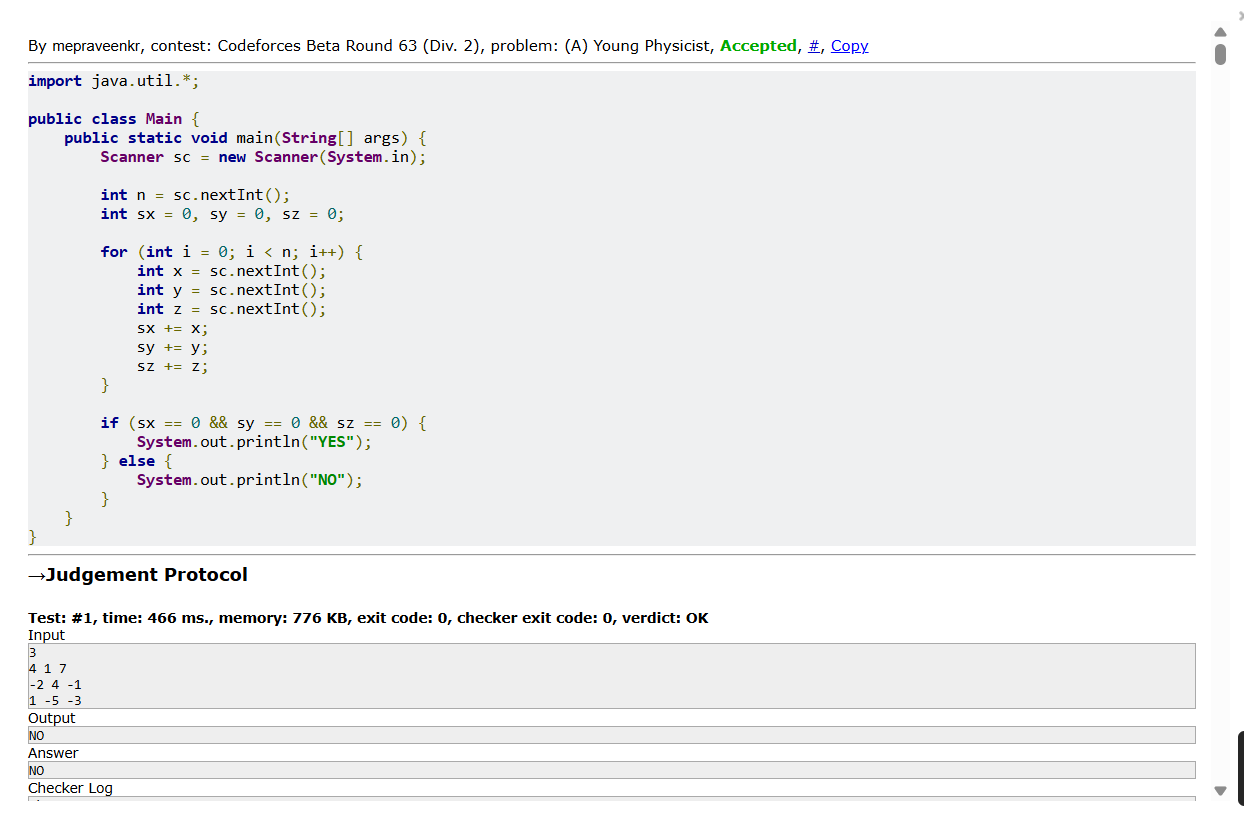 By mepraveenkr, contest: Codeforces Beta Round 63 (Div. 2), problem: (A) Young Physicist, Accepted, #, Copy
import java.util.*;
public class Main {
    public static void main(String[] args) {
        Scanner sc = new Scanner(System.in);
        int n = sc.nextInt();
        int sx = 0, sy = 0, sz = 0;
        for (int i = 0; i < n; i++) {
            int x = sc.nextInt();
            int y = sc.nextInt();
            int z = sc.nextInt();
            sx += x;
            sy += y;
            sz += z;
        }
        if (sx == 0 && sy == 0 && sz == 0) {
            System.out.println("YES");
        } else {
            System.out.println("NO");
        }
    }
}
→Judgement Protocol
Test: #1, time: 466 ms., memory: 776 KB, exit code: 0, checker exit code: 0, verdict: OK
Input
3
4 1 7
-2 4 -1
1 -5 -3
Output
NO
Answer
NO
Checker Log